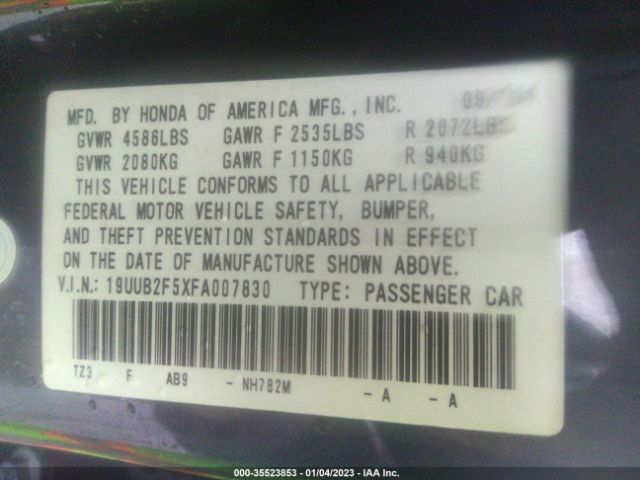 MFD. BY HONDA OF AMERICA MFG., INC. 09/
GVWR 4586LBS GAWR F 2535LBS R 2072LBS
GVWR 2080KG GAWR F 1150KG R 940KG
THIS VEHICLE CONFORMS TO ALL APPLICABLE
FEDERAL MOTOR VEHICLE SAFETY, BUMPER,
AND THEFT PREVENTION STANDARDS IN EFFECT
ON THE DATE OF MANUFACTURE SHOWN ABOVE.
V.I.N.: 19UUB2F5XFA007830 TYPE: PASSENGER CAR
TZ3 F AB9 - NH782M - A - A
000-35523853 - 01/04/2023 - IAA Inc.